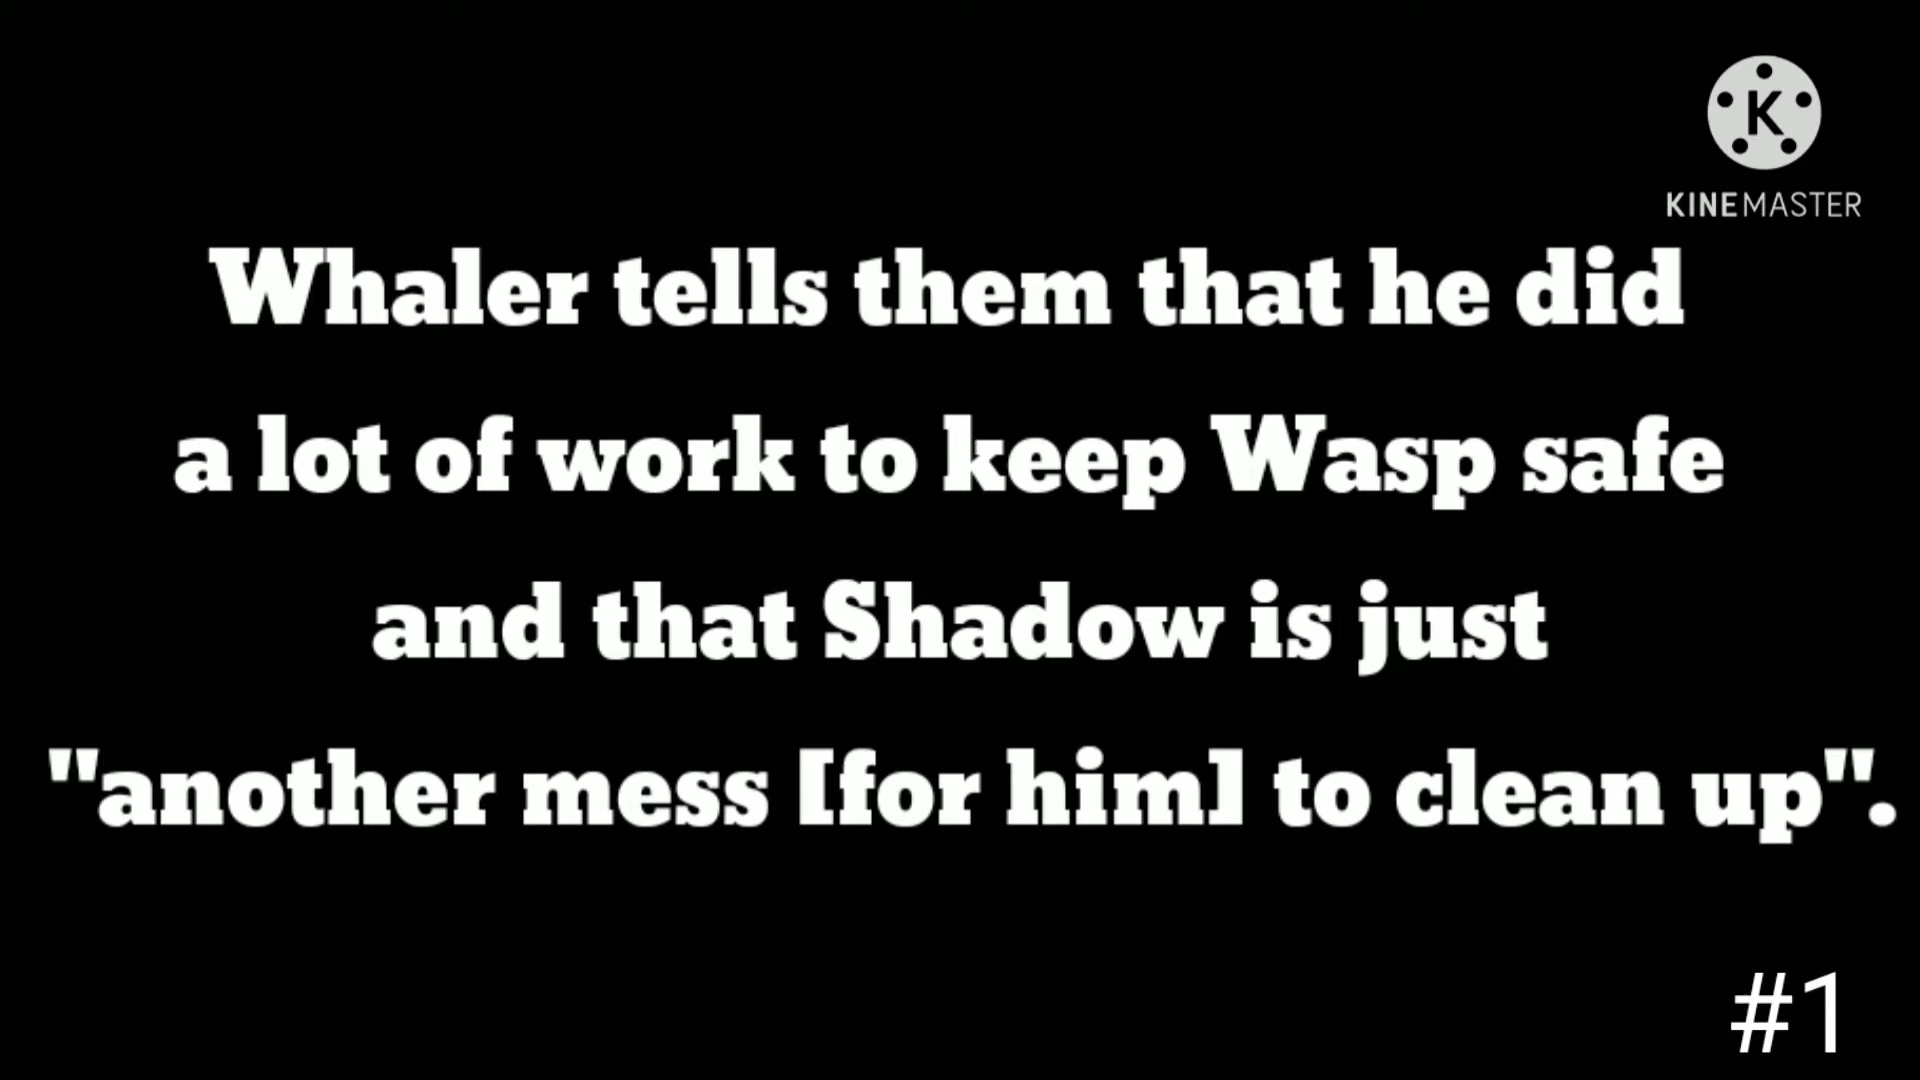 K
KINEMASTER
Whaler tells them that he did
a lot of work to keep Wasp safe
and that Shadow is just
"another mess [for him] to clean up".
#1